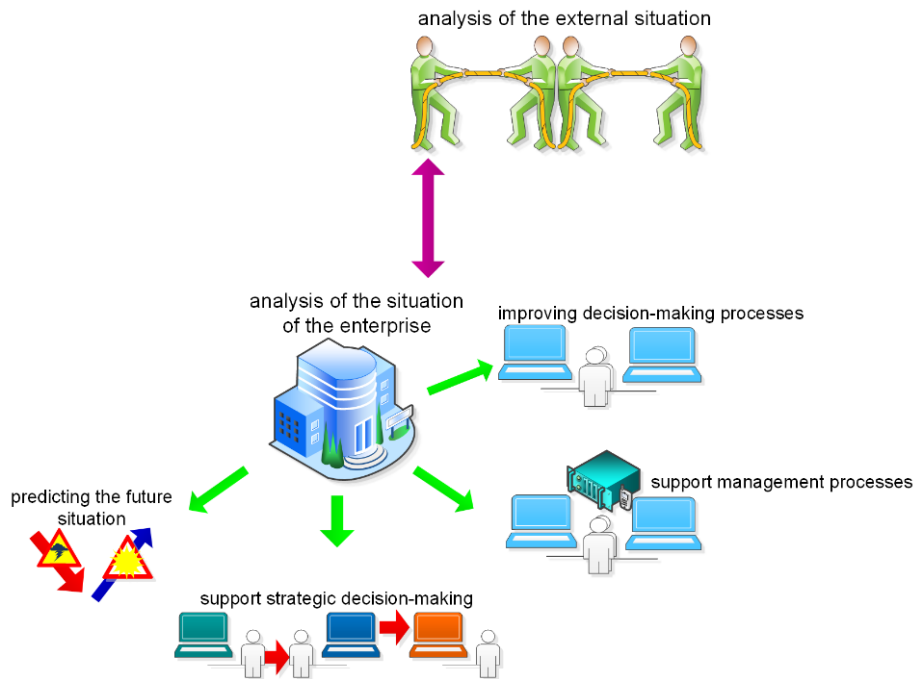 analysis of the external situation
analysis of the situation
of the enterprise
improving decision-making processes
support management processes
predicting the future
situation
support strategic decision-making